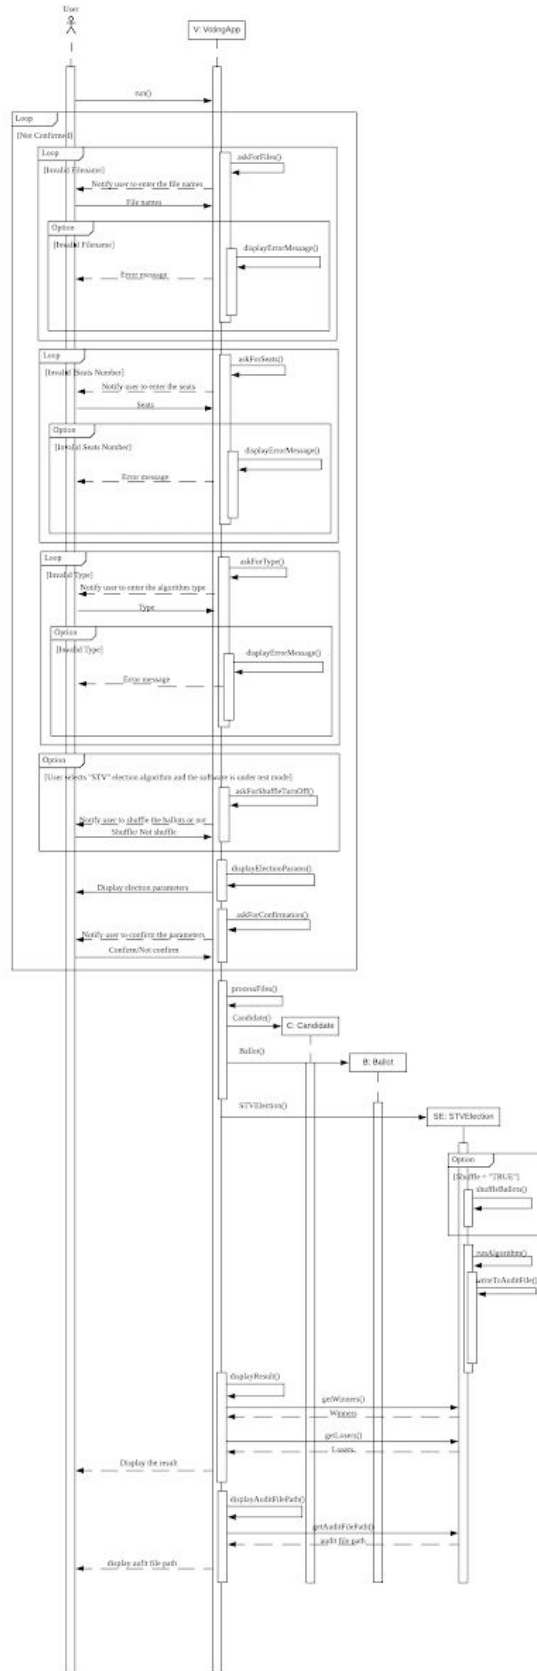 User
V: VotingApp
run()
Loop
[Not Confirmed]
Loop
askForFiles()
[Invalid Filename]
Notify user to enter the file names
File names
Option
[Invalid Filename]
displayErrorMessage()
Error message
Loop
askForSeats()
[Invalid Seats Number]
Notify user to enter the seats
Seats
Option
[Invalid Seats Number]
displayErrorMessage()
Error message
Loop
askForType()
[Invalid Type]
Notify user to enter the algorithm type
Type
Option
[Invalid Type]
displayErrorMessage()
Error message
Option
[User selects "STV" election algorithm and the software is under test mode]
askForShuffleTurnOff()
Notify user to shuffle the ballots or not
Shuffle/ Not shuffle
displayElectionParams()
Display election parameters
askForConfirmation()
Notify user to confirm the parameters
Confirm/Not confirm
processFiles()
Candidate()
C: Candidate
Ballot()
B: Ballot
STVElection()
SE: STVElection
Option
[Shuffle = "TRUE"]
shuffleBallots()
runAlgorithm()
writeToAuditFile()
displayResult()
getWinners()
Winners
getLosers()
Losers
Display the result
displayAuditFilePath()
getAuditFilePath()
audit file path
display audit file path